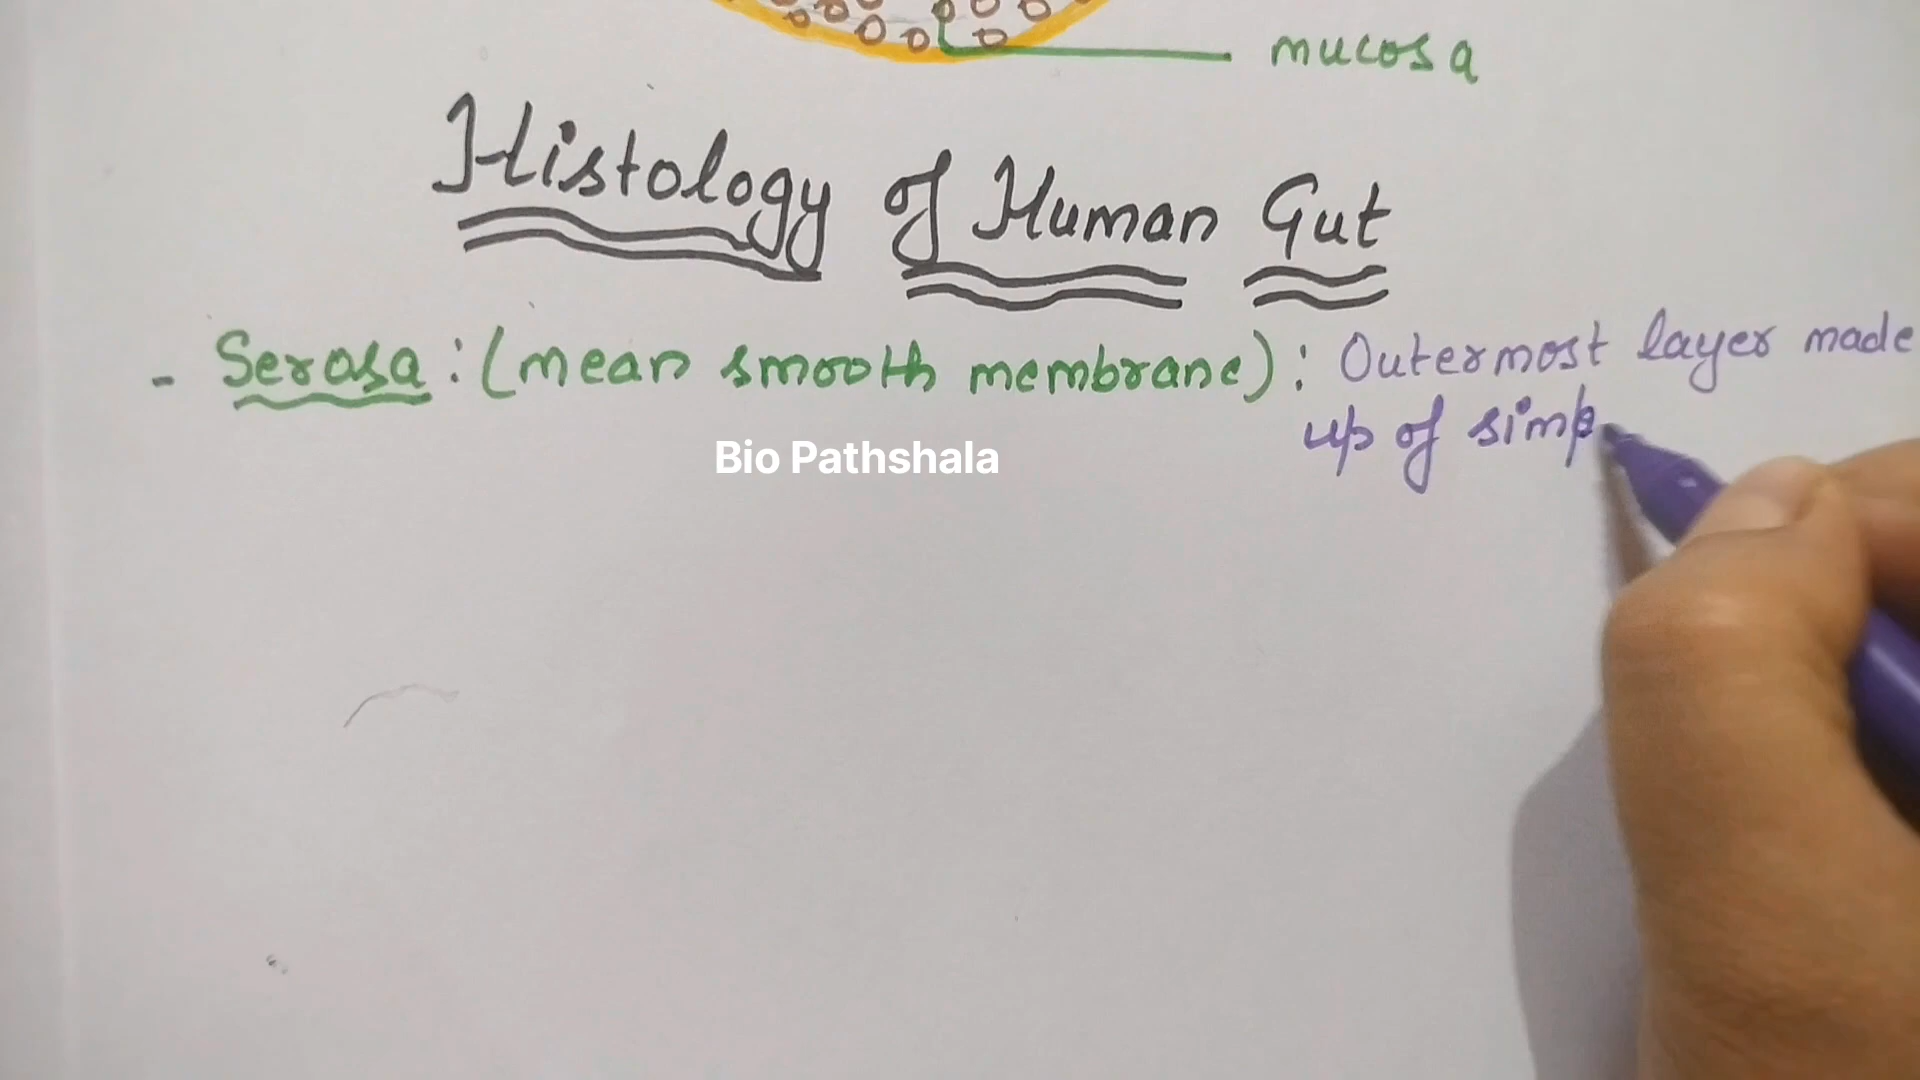 mucosa
Histology of Human Gut
- Serosa : (mean smooth membrane) : Outermost layer made
up of simp
Bio Pathshala